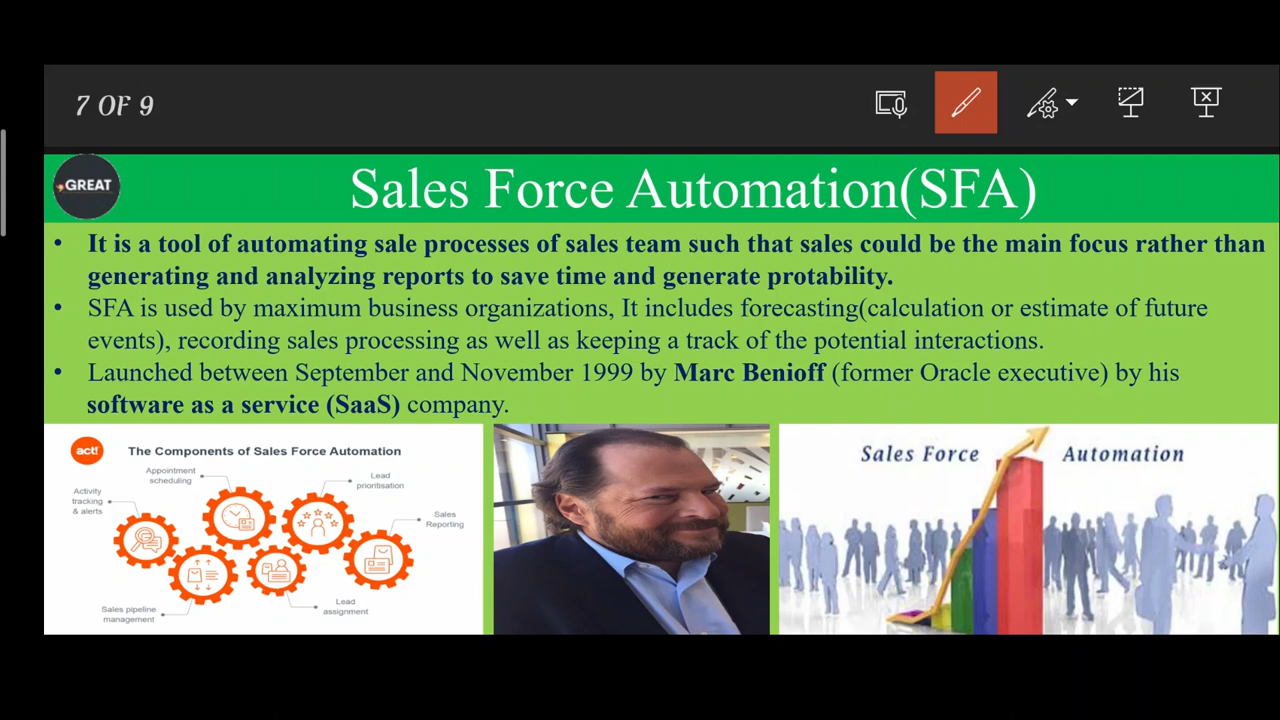 7 OF 9
GREAT
Sales Force Automation(SFA)
• It is a tool of automating sale processes of sales team such that sales could be the main focus rather than
generating and analyzing reports to save time and generate protability.
• SFA is used by maximum business organizations, It includes forecasting(calculation or estimate of future
events), recording sales processing as well as keeping a track of the potential interactions.
• Launched between September and November 1999 by Marc Benioff (former Oracle executive) by his
software as a service (SaaS) company.
act!
The Components of Sales Force Automation
Appointment
scheduling
Lead
prioritisation
Activity
tracking
& alerts
Sales
Reporting
Sales pipeline
management
Lead
assignment
Sales Force Automation